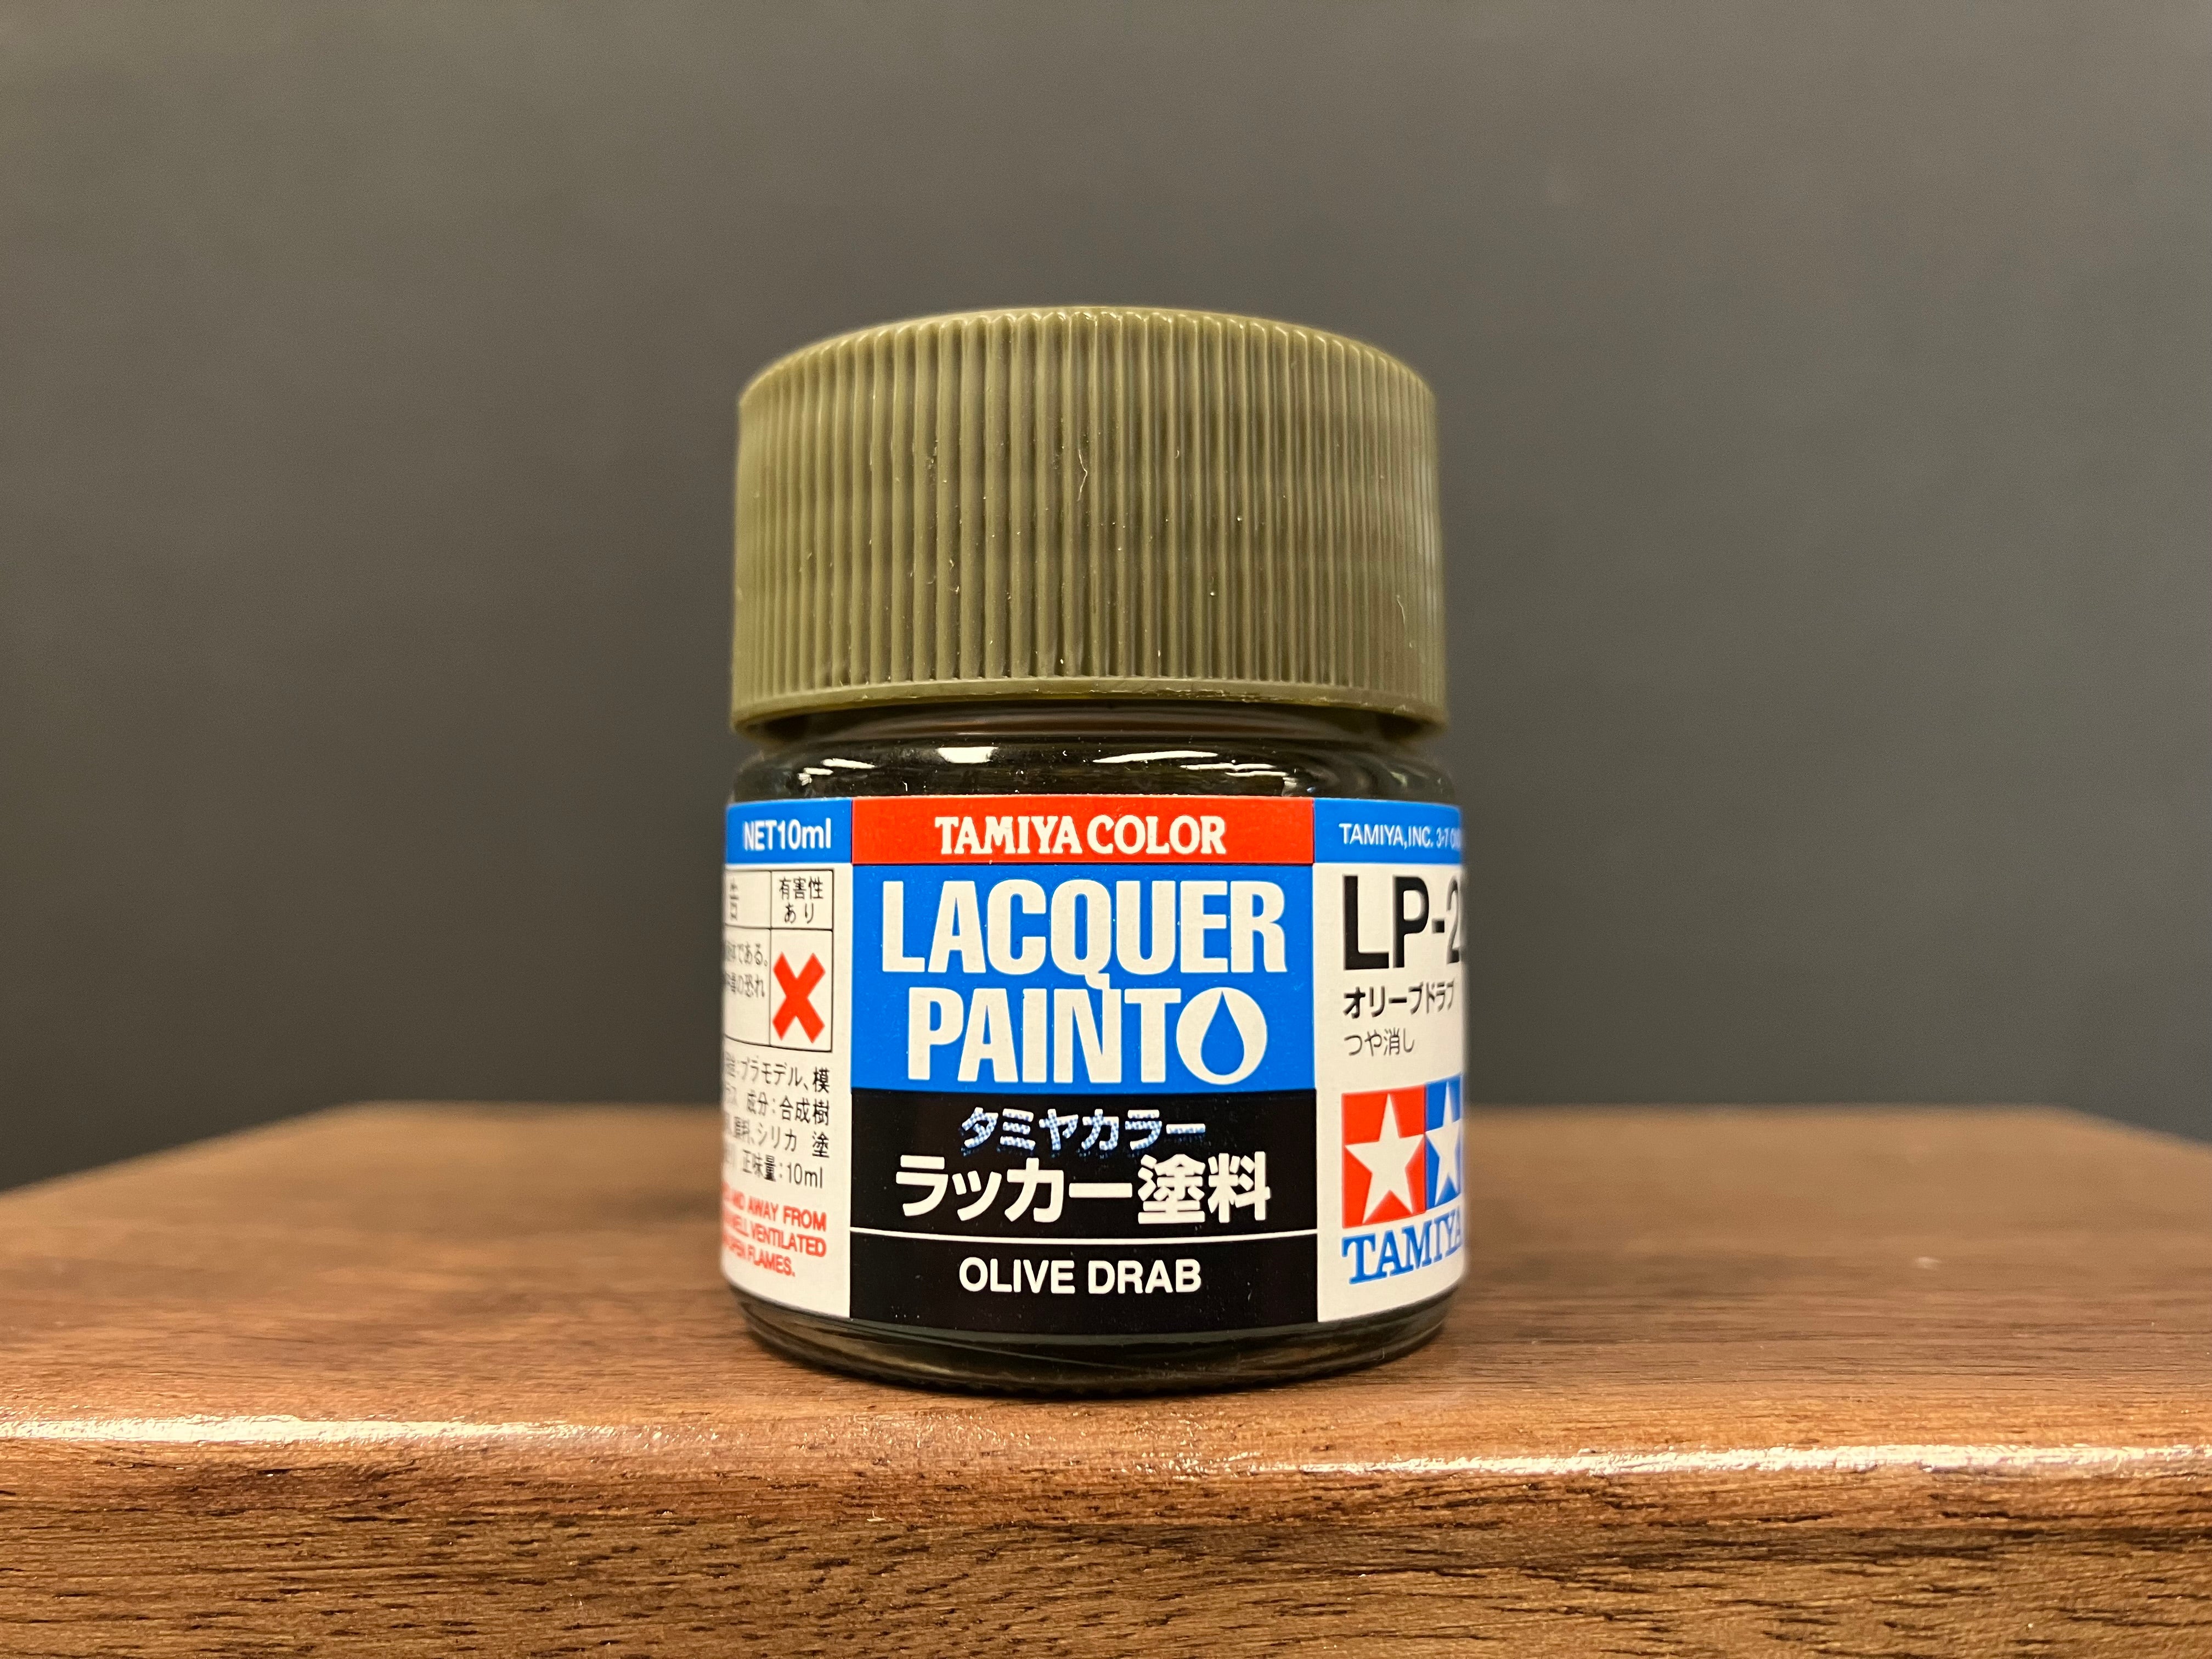 NET10ml
告
有害性
あり
である。
の恐れ
プラモデル、模
成分:合成樹
シリカ 塗
正味量:10ml
AND AWAY FROM
WELL VENTILATED
OPEN FLAMES.
TAMIYA COLOR
LACQUER
PAINT
タミヤカラー
ラッカー塗料
OLIVE DRAB
TAMIYA, INC. 3-7
LP-2
オリーブドラブ
つや消し
TAMIYA